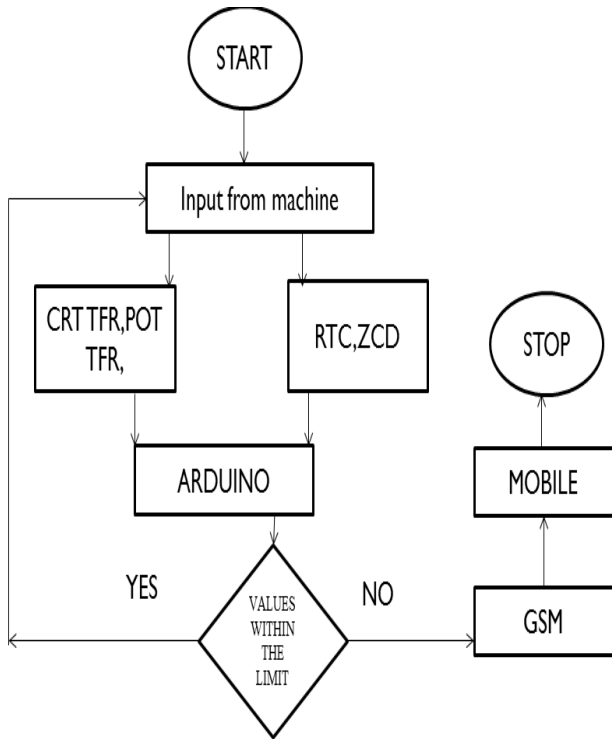 START
Input from machine
CRT TFR,POT
TFR,
RTC,ZCD
STOP
ARDUINO
MOBILE
YES
VALUES
WITHIN
THE
LIMIT
NO
GSM